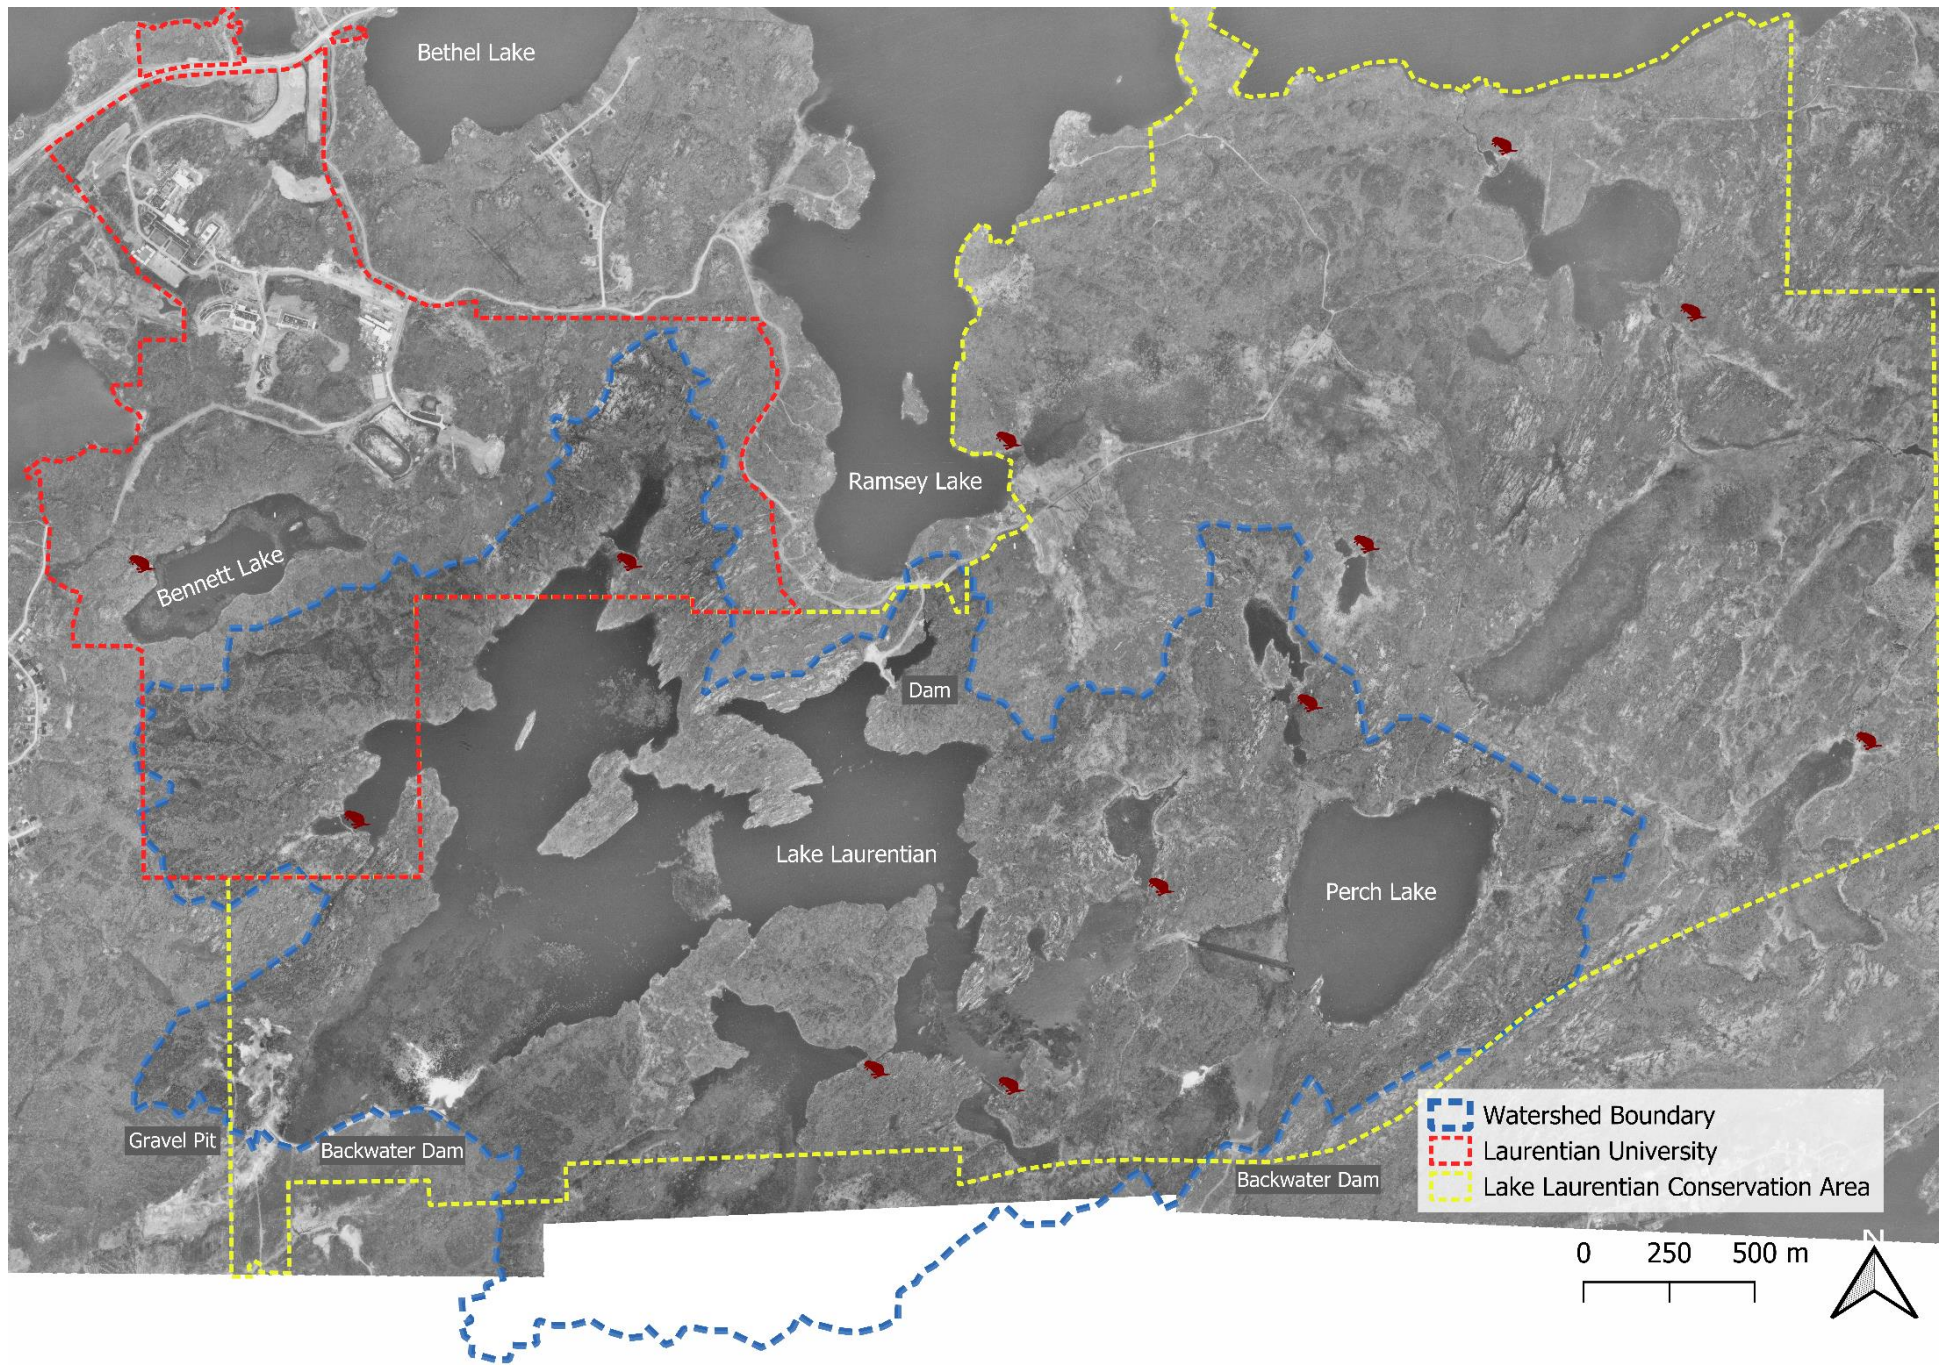 Bethel Lake
Ramsey Lake
Bennett Lake
Dam
Lake Laurentian
Perch Lake
Gravel Pit
Backwater Dam
Backwater Dam
Watershed Boundary
Laurentian University
Lake Laurentian Conservation Area
0 250 500 m
N